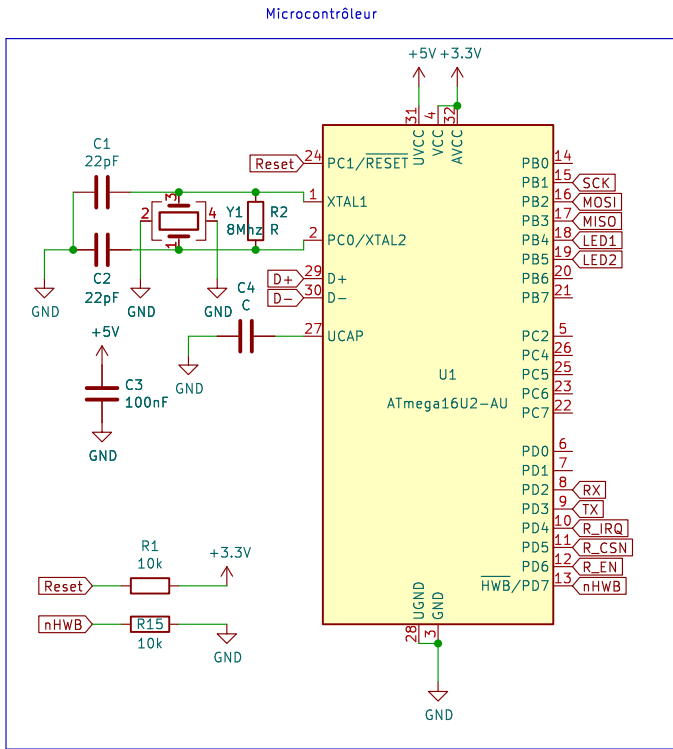 Microcontrôleur
+5V +3.3V
31 4 32
UVCC VCC AVCC
C1
22pF
Reset 24 PC1/RESET
PB0 14
PB1 15 SCK
3
1 XTAL1
PB2 16 MOSI
2 4 Y1 R2
8Mhz R
PB3 17 MISO
1
2 PC0/XTAL2
PB4 18 LED1
PB5 19 LED2
C2
22pF
D+ 29 D+
PB6 20
GND GND GND
C4
C
D- 30 D-
PB7 21
+5V
27 UCAP
PC2 5
PC4 26
GND
U1
PC5 25
C3
100nF
PC6 23
ATmega16U2-AU
PC7 22
GND
PD0 6
PD1 7
PD2 8 RX
PD3 9 TX
PD4 10 R_IRQ
R1
10k
+3.3V
PD5 11 R_CSN
PD6 12 R_EN
Reset
HWB/PD7 13 nHWB
UGND GND
nHWB R15
10k
28 3
GND
GND